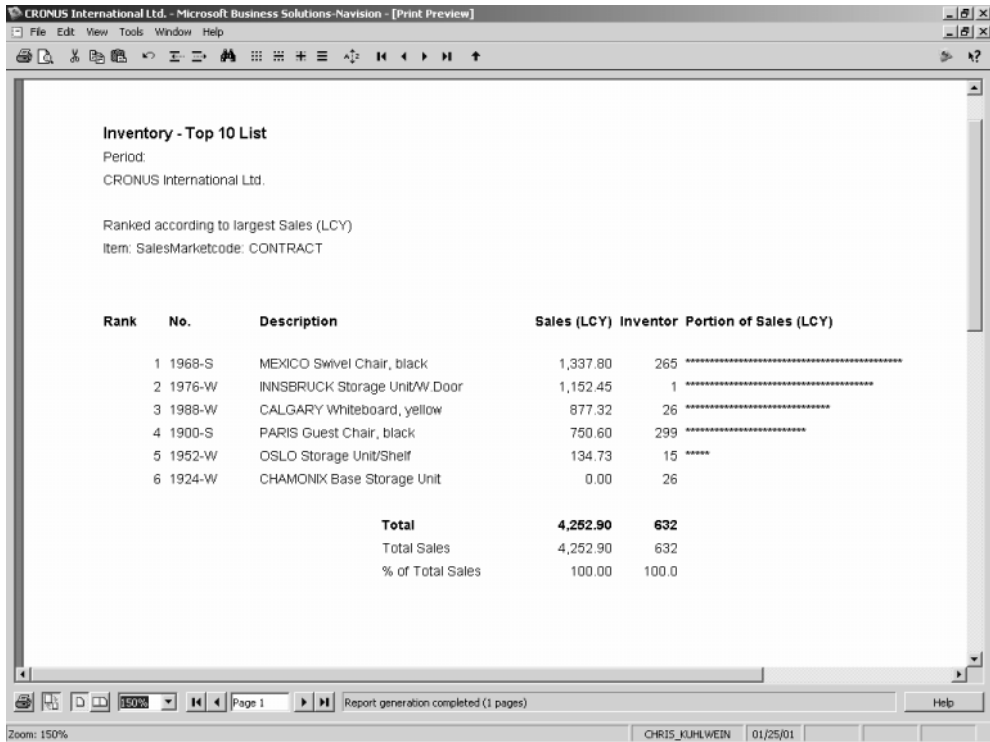 CRONUS International Ltd. - Microsoft Business Solutions-Navision - [Print Preview]
File Edit View Tools Window Help
Inventory - Top 10 List
Period:
CRONUS International Ltd.
Ranked according to largest Sales (LCY)
Item: SalesMarketcode: CONTRACT
Rank No. Description Sales (LCY) Inventor Portion of Sales (LCY)
1 1968-S MEXICO Swivel Chair, black 1,337.80 265 *********************************************
2 1976-W INNSBRUCK Storage Unit/W.Door 1,152.45 1 ***************************************
3 1988-W CALGARY Whiteboard, yellow 877.32 26 ******************************
4 1900-S PARIS Guest Chair, black 750.60 299 *************************
5 1952-W OSLO Storage Unit/Shelf 134.73 15 *****
6 1924-W CHAMONIX Base Storage Unit 0.00 26
Total 4,252.90 632
Total Sales 4,252.90 632
% of Total Sales 100.00 100.0
150% Page 1 Report generation completed (1 pages) Help
Zoom: 150% CHRIS_KUHLWEIN 01/25/01